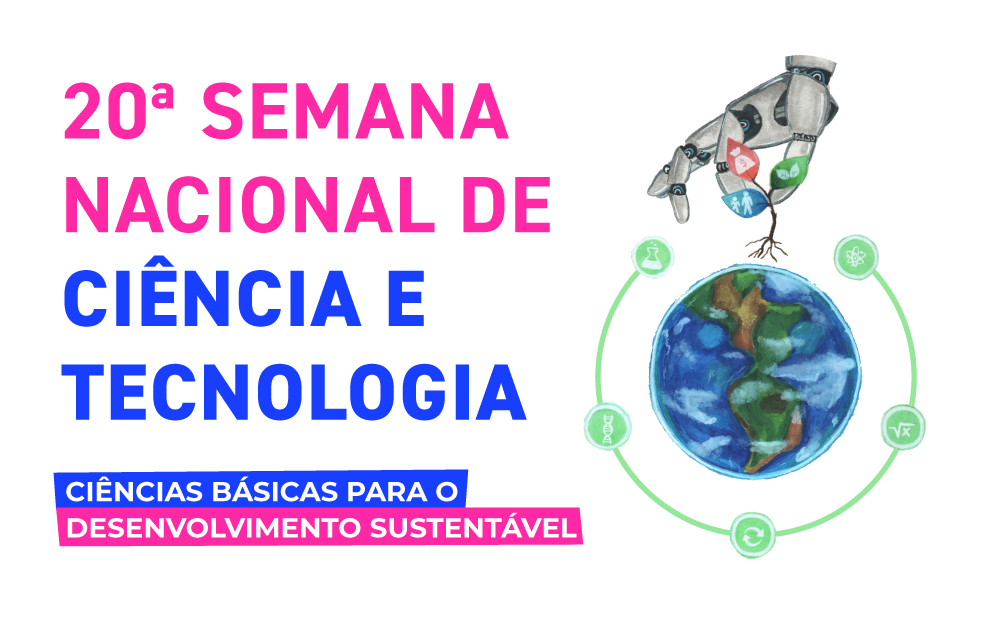 20ª SEMANA
NACIONAL DE
CIÊNCIA E
TECNOLOGIA
CIÊNCIAS BÁSICAS PARA O
DESENVOLVIMENTO SUSTENTÁVEL
$
√x